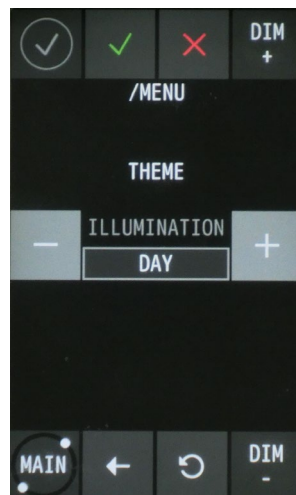 DIM
+
/MENU
THEME
ILLUMINATION
DAY
MAIN
DIM
-